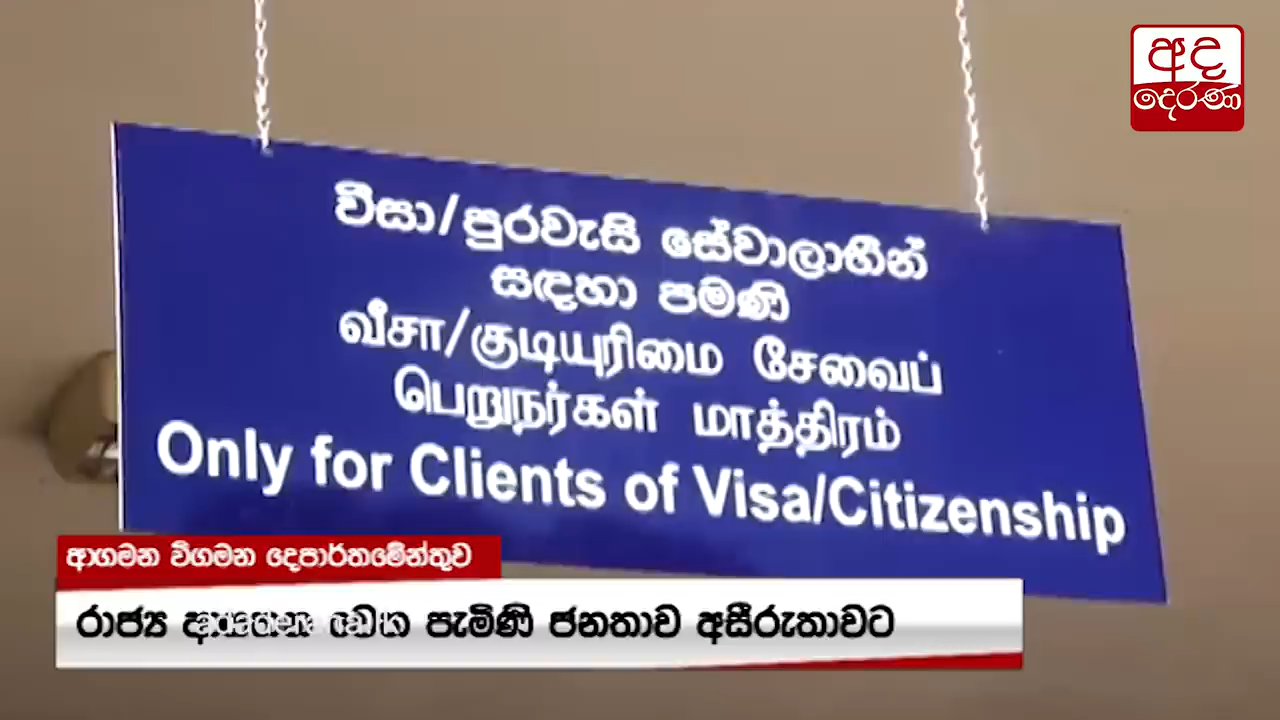 අද
දෙරණ
වීසා/පුරවැසි සේවාලාභීන්
සඳහා පමණි
வீசா/குடியுரிமை சேவைப்
பெறுநர்கள் மாத்திரம்
Only for Clients of Visa/Citizenship
ආගමන විගමන දෙපාර්තමේන්තුව
රාජ්‍ය පැමිණි ජනතාව අසීරුතාවට